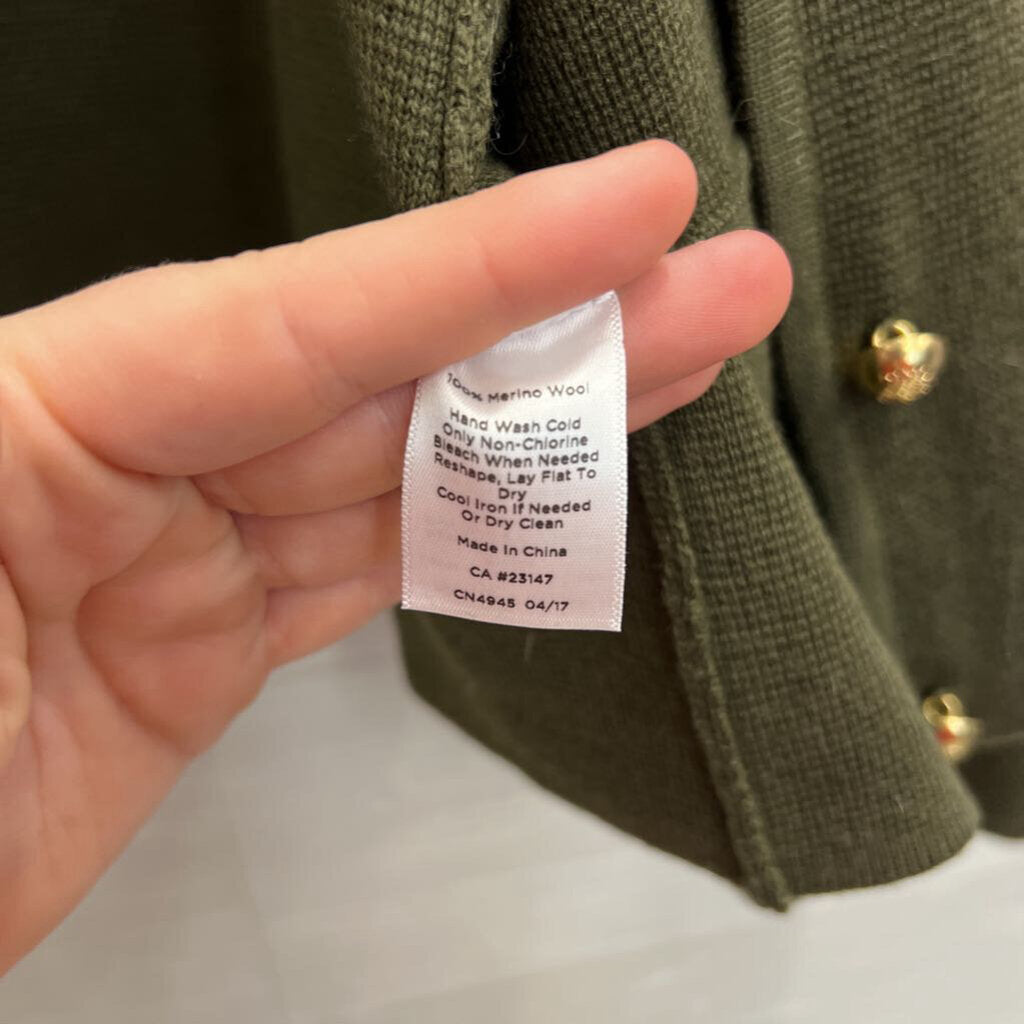 100% Merino Wool
Hand Wash Cold
Only Non-Chlorine
Bleach When Needed
Reshape, Lay Flat To
Dry
Cool Iron If Needed
Or Dry Clean
Made In China
CA #23147
CN4945 04/17